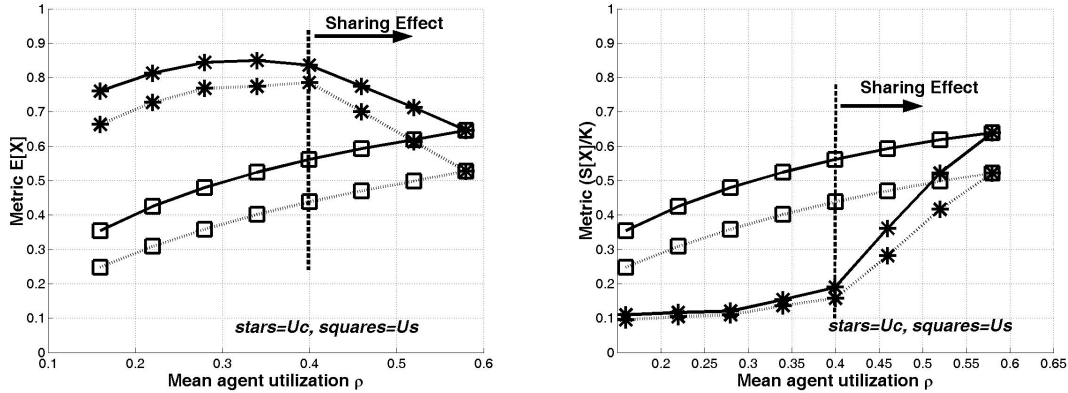 Sharing Effect
1
0.9
0.8
0.7
0.6
0.5
0.4
0.3
0.2
0.1
0
Metric E[X]
stars=Uc, squares=Us
0.1 0.2 0.3 0.4 0.5 0.6
Mean agent utilization ρ
1
0.9
0.8
0.7
0.6
0.5
0.4
0.3
0.2
0.1
0
Metric (S[X]/K)
Sharing Effect
stars=Uc, squares=Us
0.2 0.25 0.3 0.35 0.4 0.45 0.5 0.55 0.6 0.65
Mean agent utilization ρ